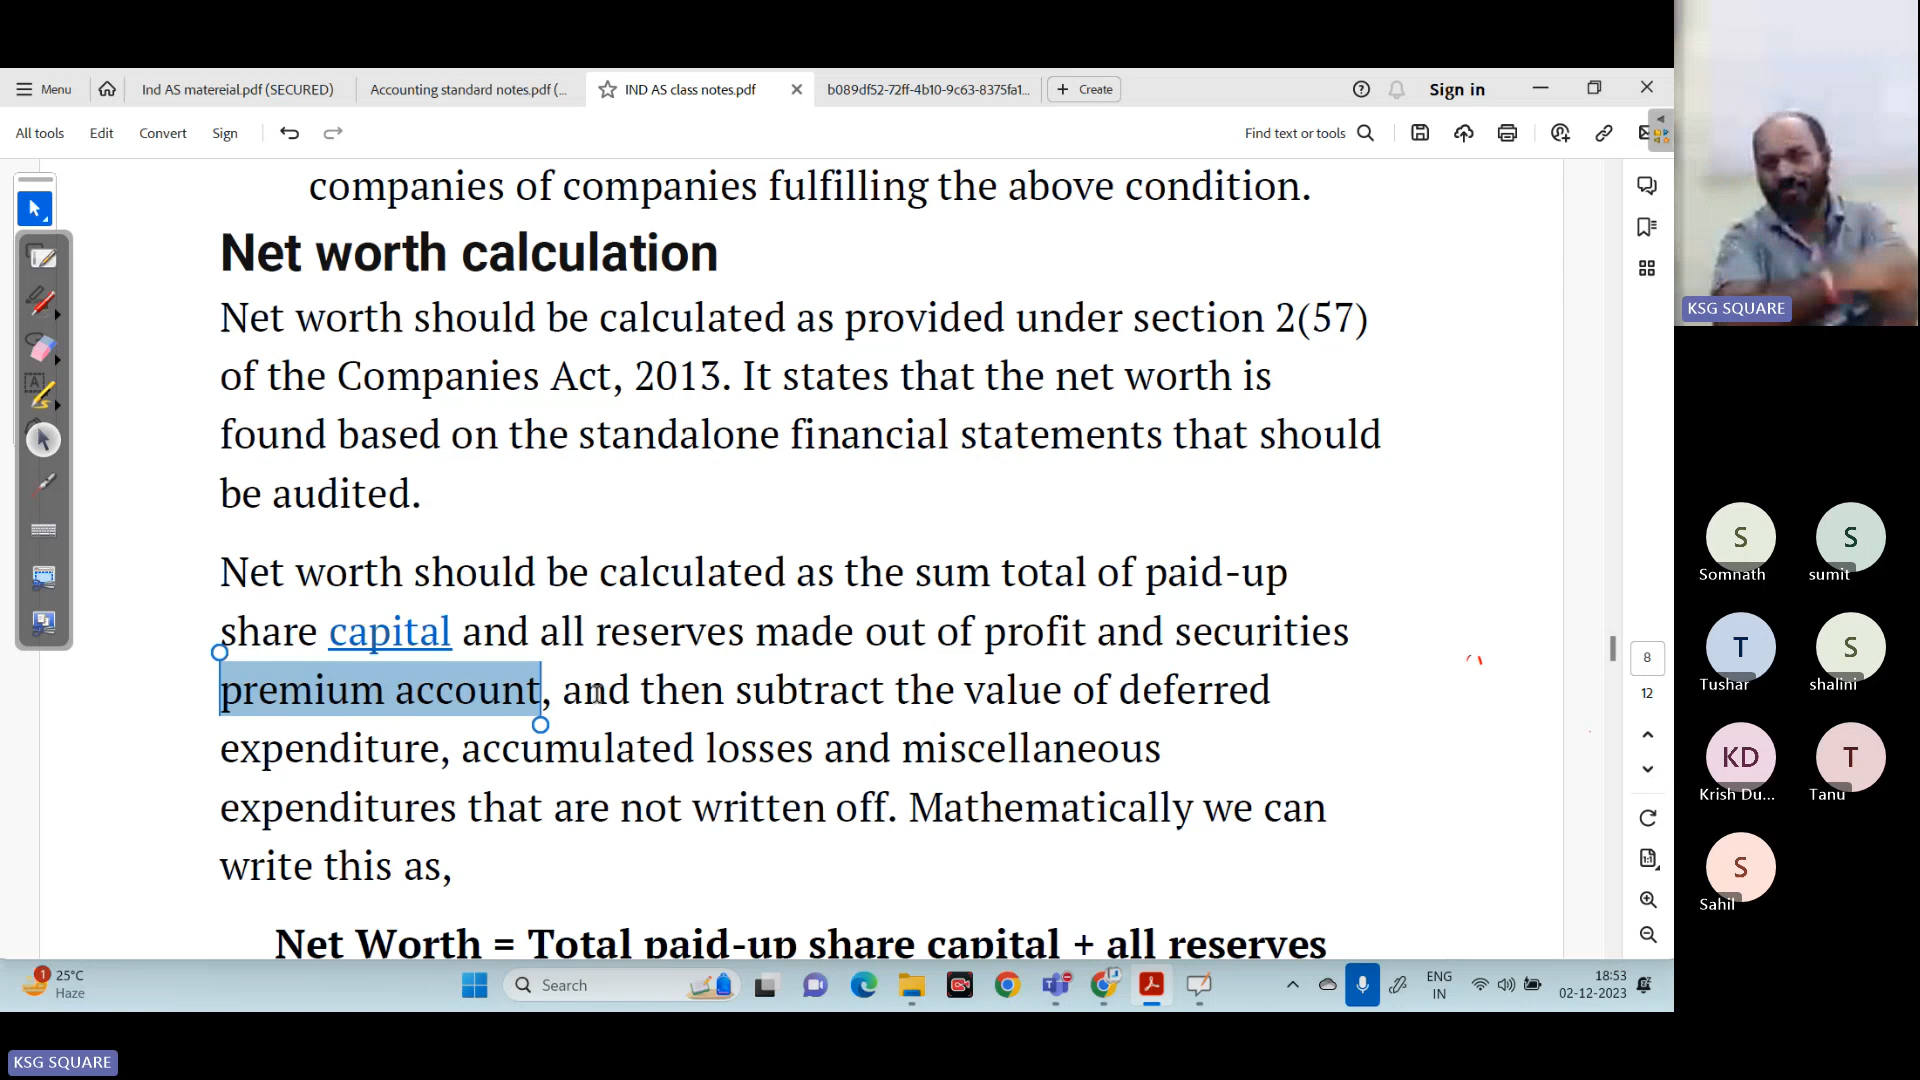 Menu
Ind AS matereial.pdf (SECURED)
Accounting standard notes.pdf (...
IND AS class notes.pdf
b089df52-72ff-4b10-9c63-8375fa1...
Create
Sign in
All tools
Edit
Convert
Sign
Find text or tools
companies of companies fulfilling the above condition.
Net worth calculation
Net worth should be calculated as provided under section 2(57)
of the Companies Act, 2013. It states that the net worth is
found based on the standalone financial statements that should
be audited.
Net worth should be calculated as the sum total of paid-up
share capital and all reserves made out of profit and securities
premium account, and then subtract the value of deferred
expenditure, accumulated losses and miscellaneous
expenditures that are not written off. Mathematically we can
write this as,
Net Worth = Total paid-up share capital + all reserves
8
12
KSG SQUARE
S
Somnath
S
sumit
T
Tushar
S
shalini
KD
Krish Du...
T
Tanu
S
Sahil
1
25°C
Haze
Search
ENG
IN
18:53
02-12-2023
KSG SQUARE